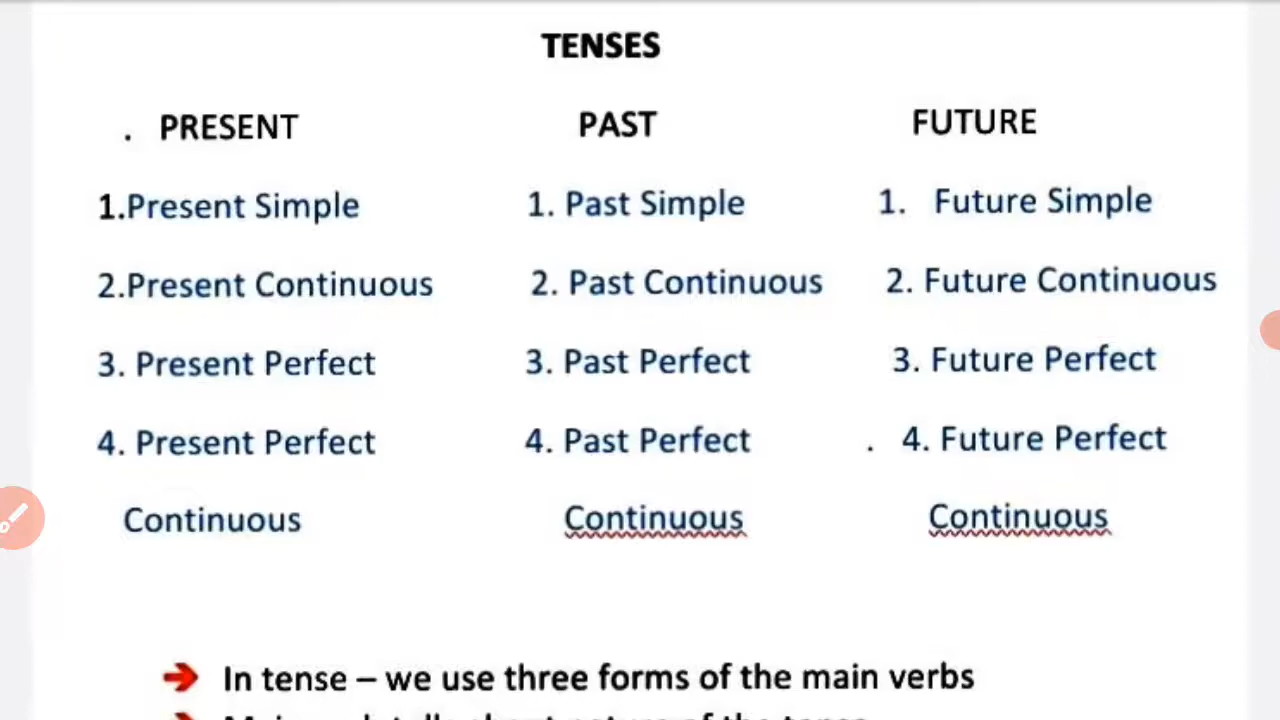 TENSES
. PRESENT PAST FUTURE
1.Present Simple 1. Past Simple 1. Future Simple
2.Present Continuous 2. Past Continuous 2. Future Continuous
3. Present Perfect 3. Past Perfect 3. Future Perfect
4. Present Perfect 4. Past Perfect . 4. Future Perfect
Continuous Continuous Continuous
In tense – we use three forms of the main verbs